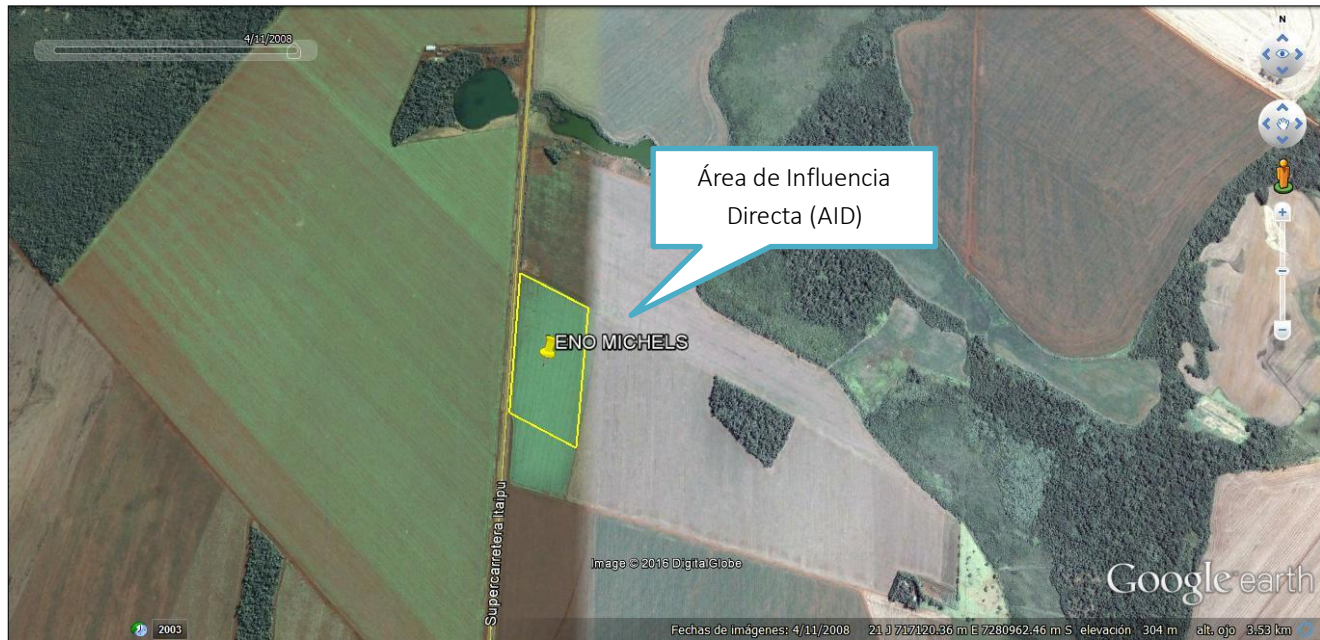 4/11/2008
N
Área de Influencia
Directa (AID)
ENO MICHELS
Supercarretera Itaipu
Image © 2016 DigitalGlobe
Google earth
2003
Fechas de imágenes: 4/11/2008 21 J 717120.36 m E 7280962.46 m S elevación 304 m alt. ojo 3.53 km